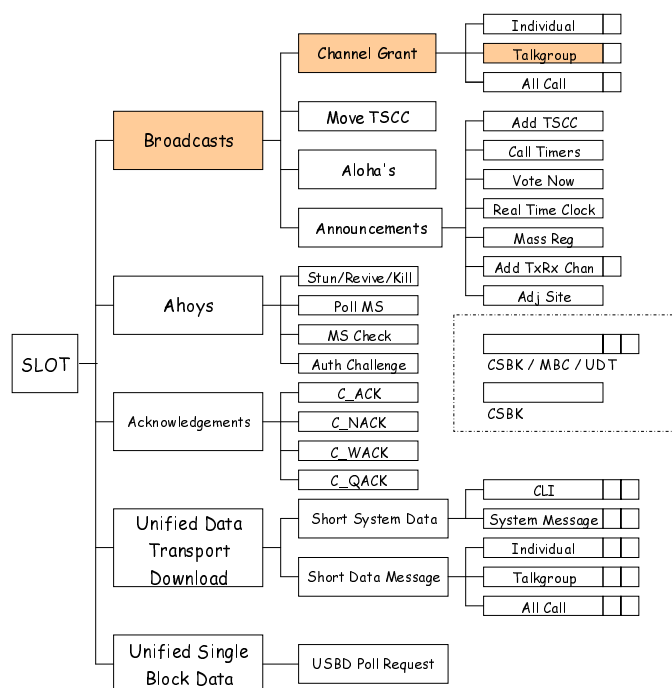 Individual
Channel Grant
Talkgroup
All Call
Move TSCC
Broadcasts
Aloha's
Announcements
Add TSCC
Call Timers
Vote Now
Real Time Clock
Mass Reg
Add TxRx Chan
Adj Site
SLOT
Ahoys
Stun/Revive/Kill
Poll MS
MS Check
Auth Challenge
CSBK / MBC / UDT
CSBK
Acknowledgements
C_ACK
C_NACK
C_WACK
C_QACK
Unified Data
Transport
Download
Short System Data
CLI
System Message
Short Data Message
Individual
Talkgroup
All Call
Unified Single
Block Data
USBD Poll Request